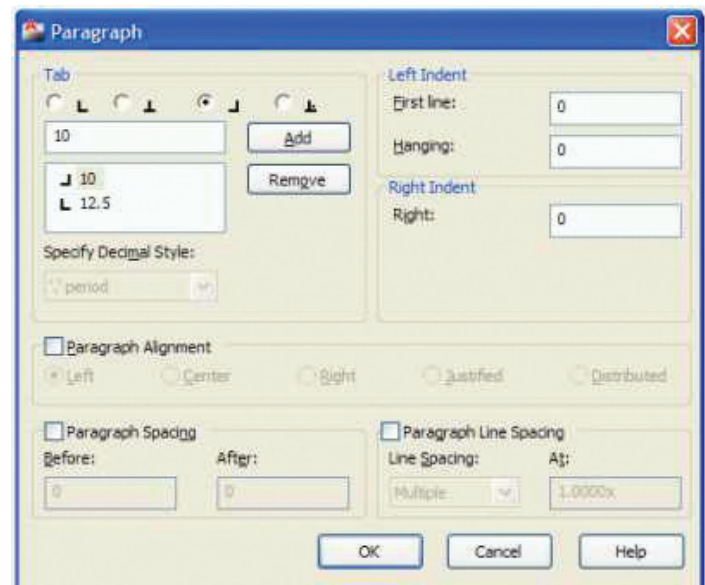 Paragraph
Tab
10
Add
10
12.5
Remove
Specify Decimal Style:
'.' period
Left Indent
First line:
0
Hanging:
0
Right Indent
Right:
0
Paragraph Alignment
Left Center Right Justified Distributed
Paragraph Spacing
Before: After:
0 0
Paragraph Line Spacing
Line Spacing: At:
Multiple 1.0000x
OK Cancel Help